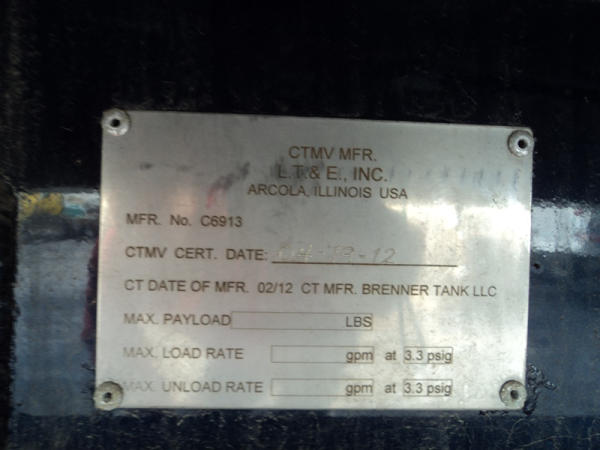 CTMV MFR.
L.T.& E., INC.
ARCOLA, ILLINOIS USA
MFR. No. C6913
CTMV CERT. DATE:
CT DATE OF MFR. 02/12 CT MFR. BRENNER TANK LLC
MAX. PAYLOAD LBS
MAX. LOAD RATE gpm at 3.3 psig
MAX. UNLOAD RATE gpm at 3.3 psig